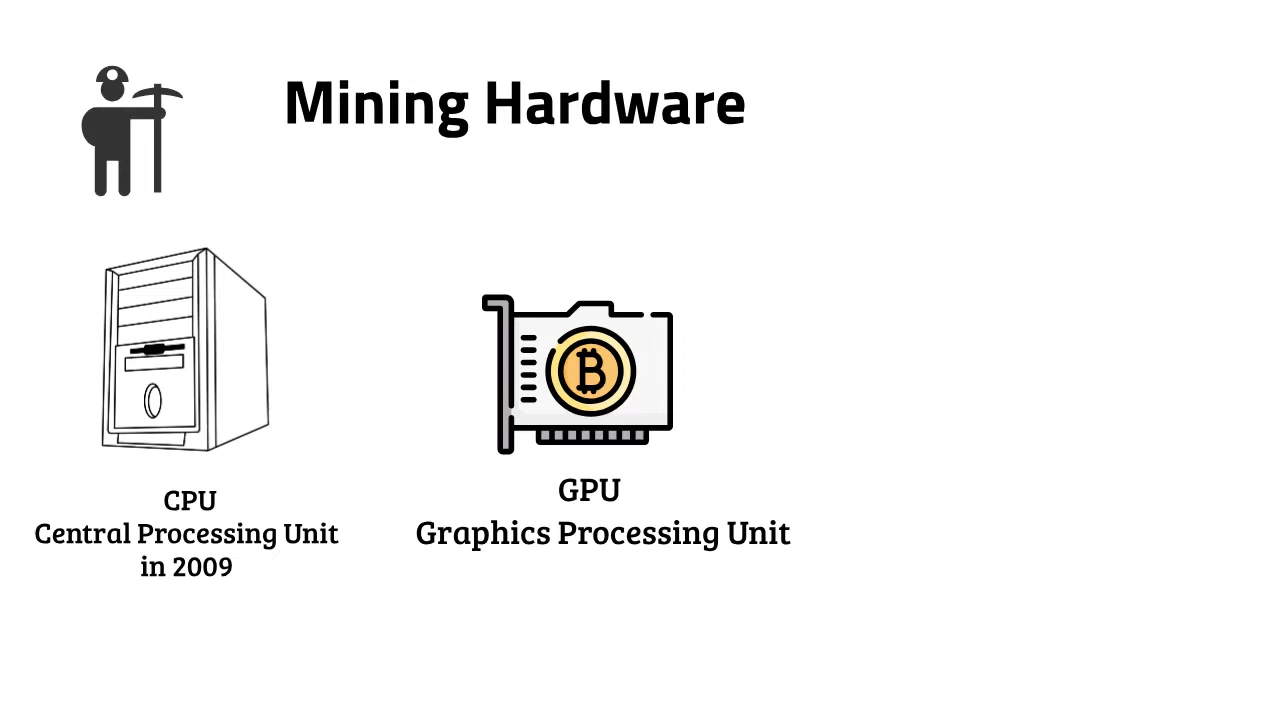 Mining Hardware
CPU
Central Processing Unit
in 2009
GPU
Graphics Processing Unit